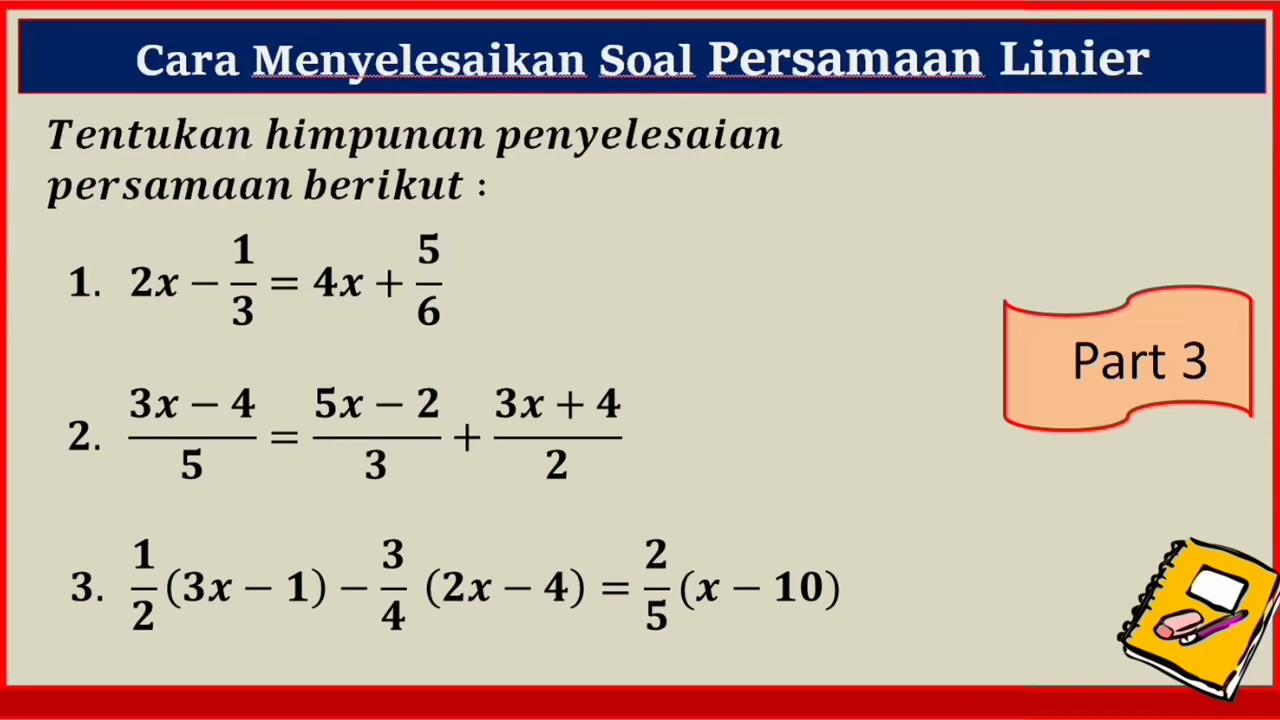 Cara Menyelesaikan Soal Persamaan Linier
Tentukan himpunan penyelesaian
persamaan berikut :
1. 2x − 1/3 = 4x + 5/6
Part 3
2. (3x − 4)/5 = (5x − 2)/3 + (3x + 4)/2
3. 1/2 (3x − 1) − 3/4 (2x − 4) = 2/5 (x − 10)